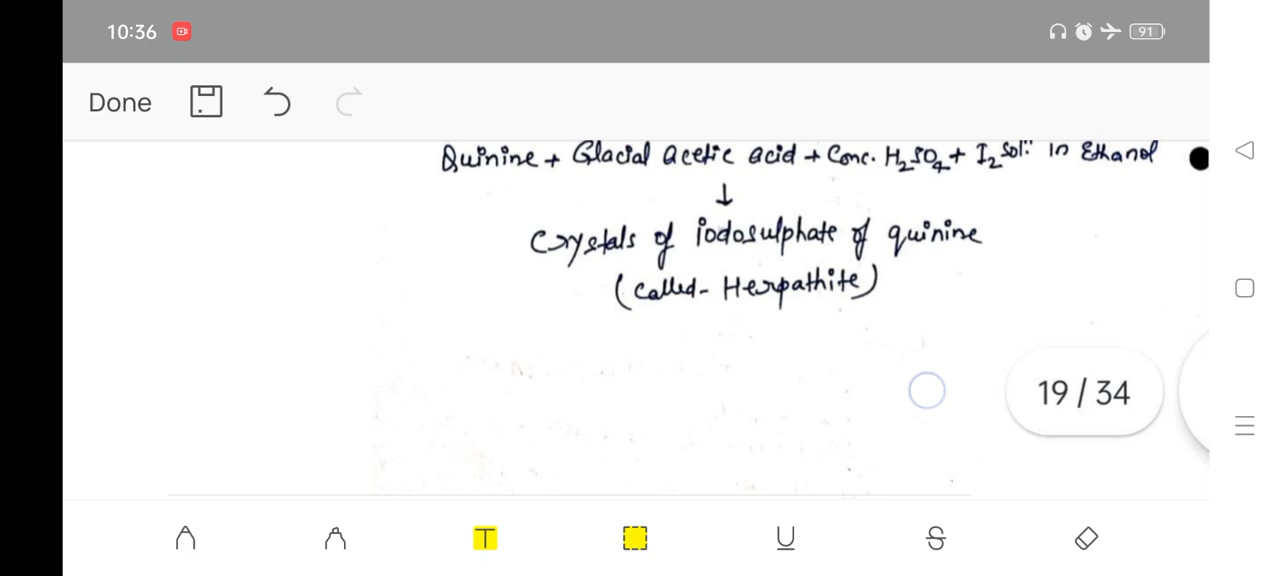 10:36
91
Done
Quinine + Glacial acetic acid + Conc. H₂SO₄ + I₂ Solⁿ in Ethanol
↓
Crystals of iodosulphate of quinine
(called- Herpathite)
19 / 34
T
U
S